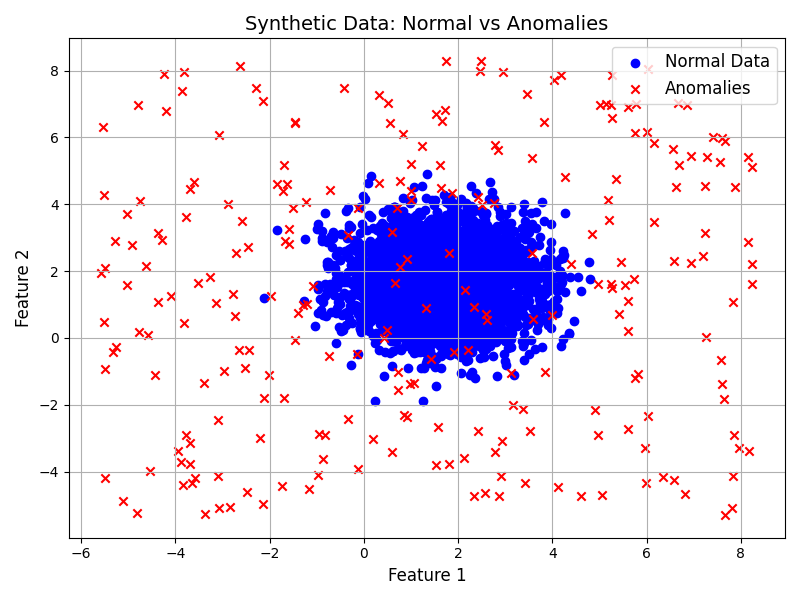 Synthetic Data: Normal vs Anomalies
Normal Data
Anomalies
Feature 2
8
6
4
2
0
−2
−4
−6 −4 −2 0 2 4 6 8
Feature 1